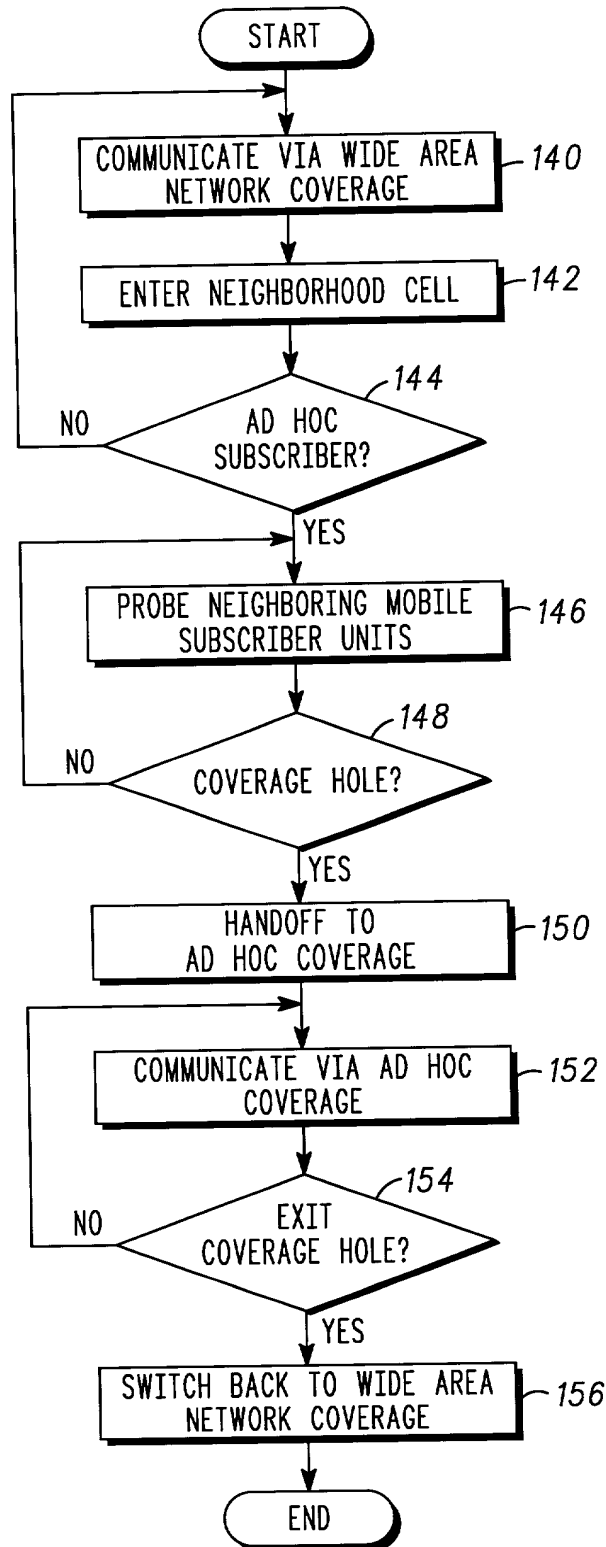 START
COMMUNICATE VIA WIDE AREA
NETWORK COVERAGE
140
ENTER NEIGHBORHOOD CELL
142
144
NO
AD HOC
SUBSCRIBER?
YES
PROBE NEIGHBORING MOBILE
SUBSCRIBER UNITS
146
148
NO
COVERAGE HOLE?
YES
HANDOFF TO
AD HOC COVERAGE
150
COMMUNICATE VIA AD HOC
COVERAGE
152
154
NO
EXIT
COVERAGE HOLE?
YES
SWITCH BACK TO WIDE AREA
NETWORK COVERAGE
156
END